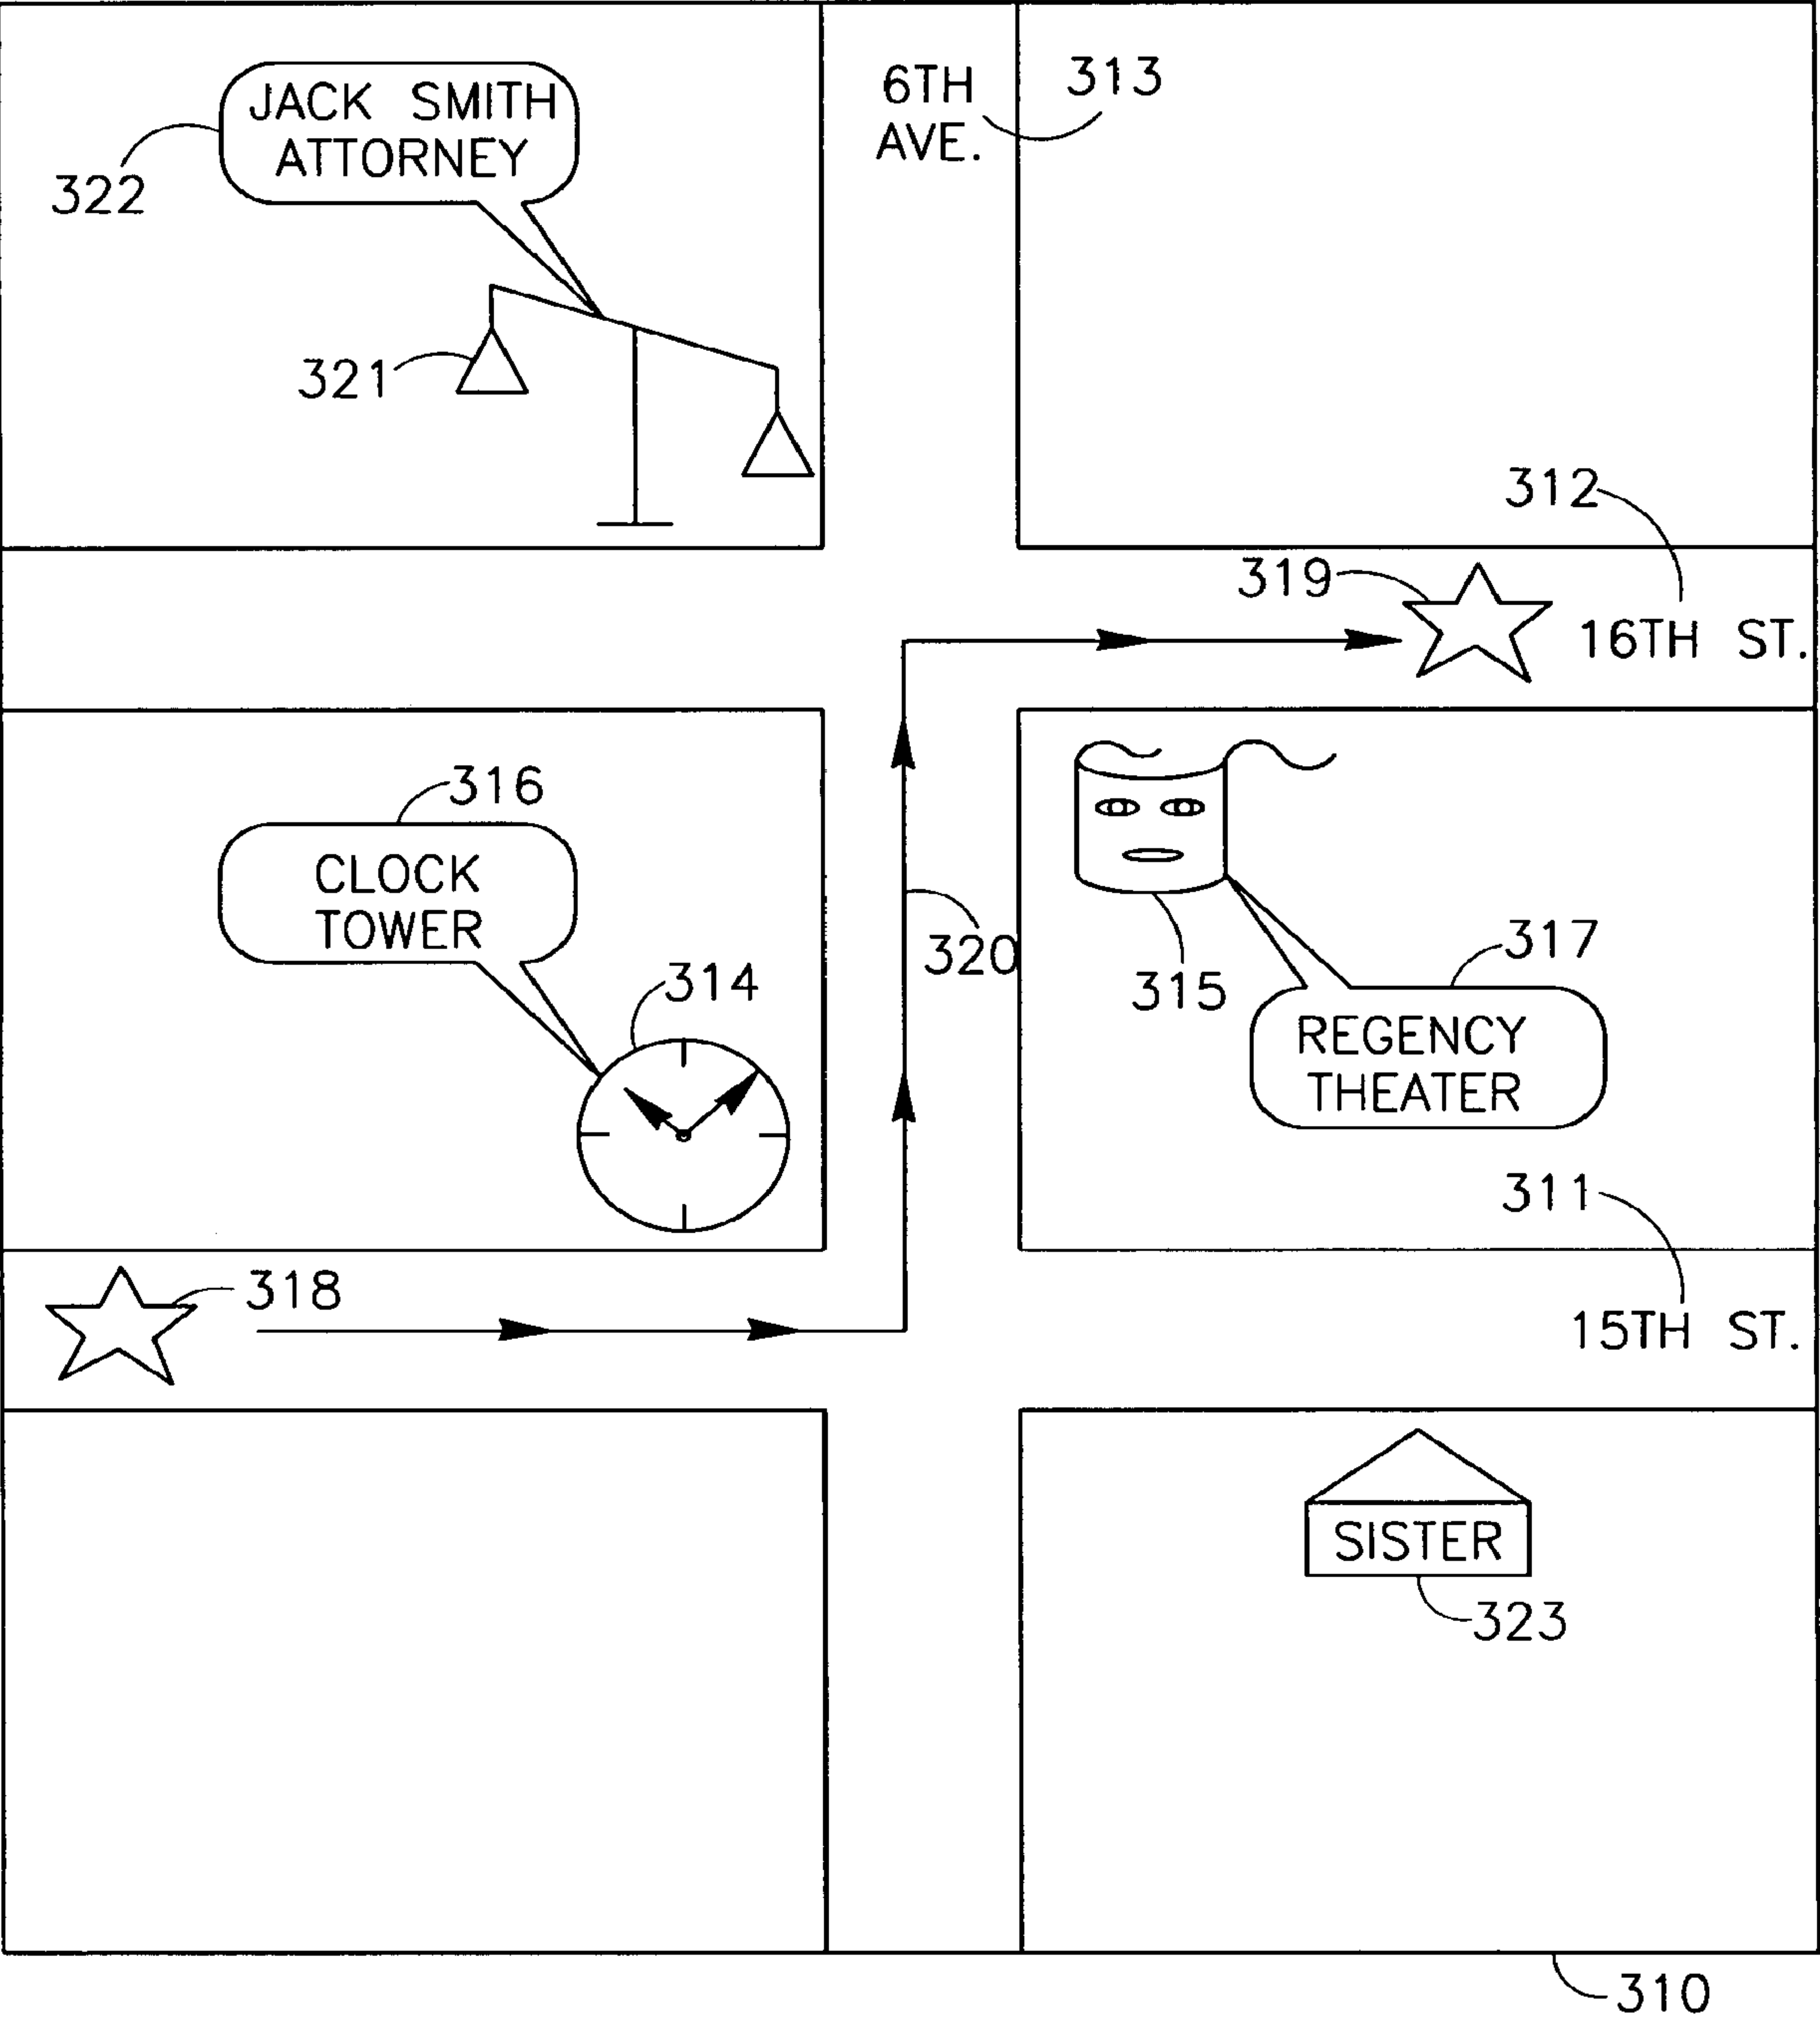 JACK SMITH
ATTORNEY
322
6TH
AVE.
313
321
312
319
16TH ST.
316
CLOCK
TOWER
314
320
315
317
REGENCY
THEATER
311
318
15TH ST.
SISTER
323
310